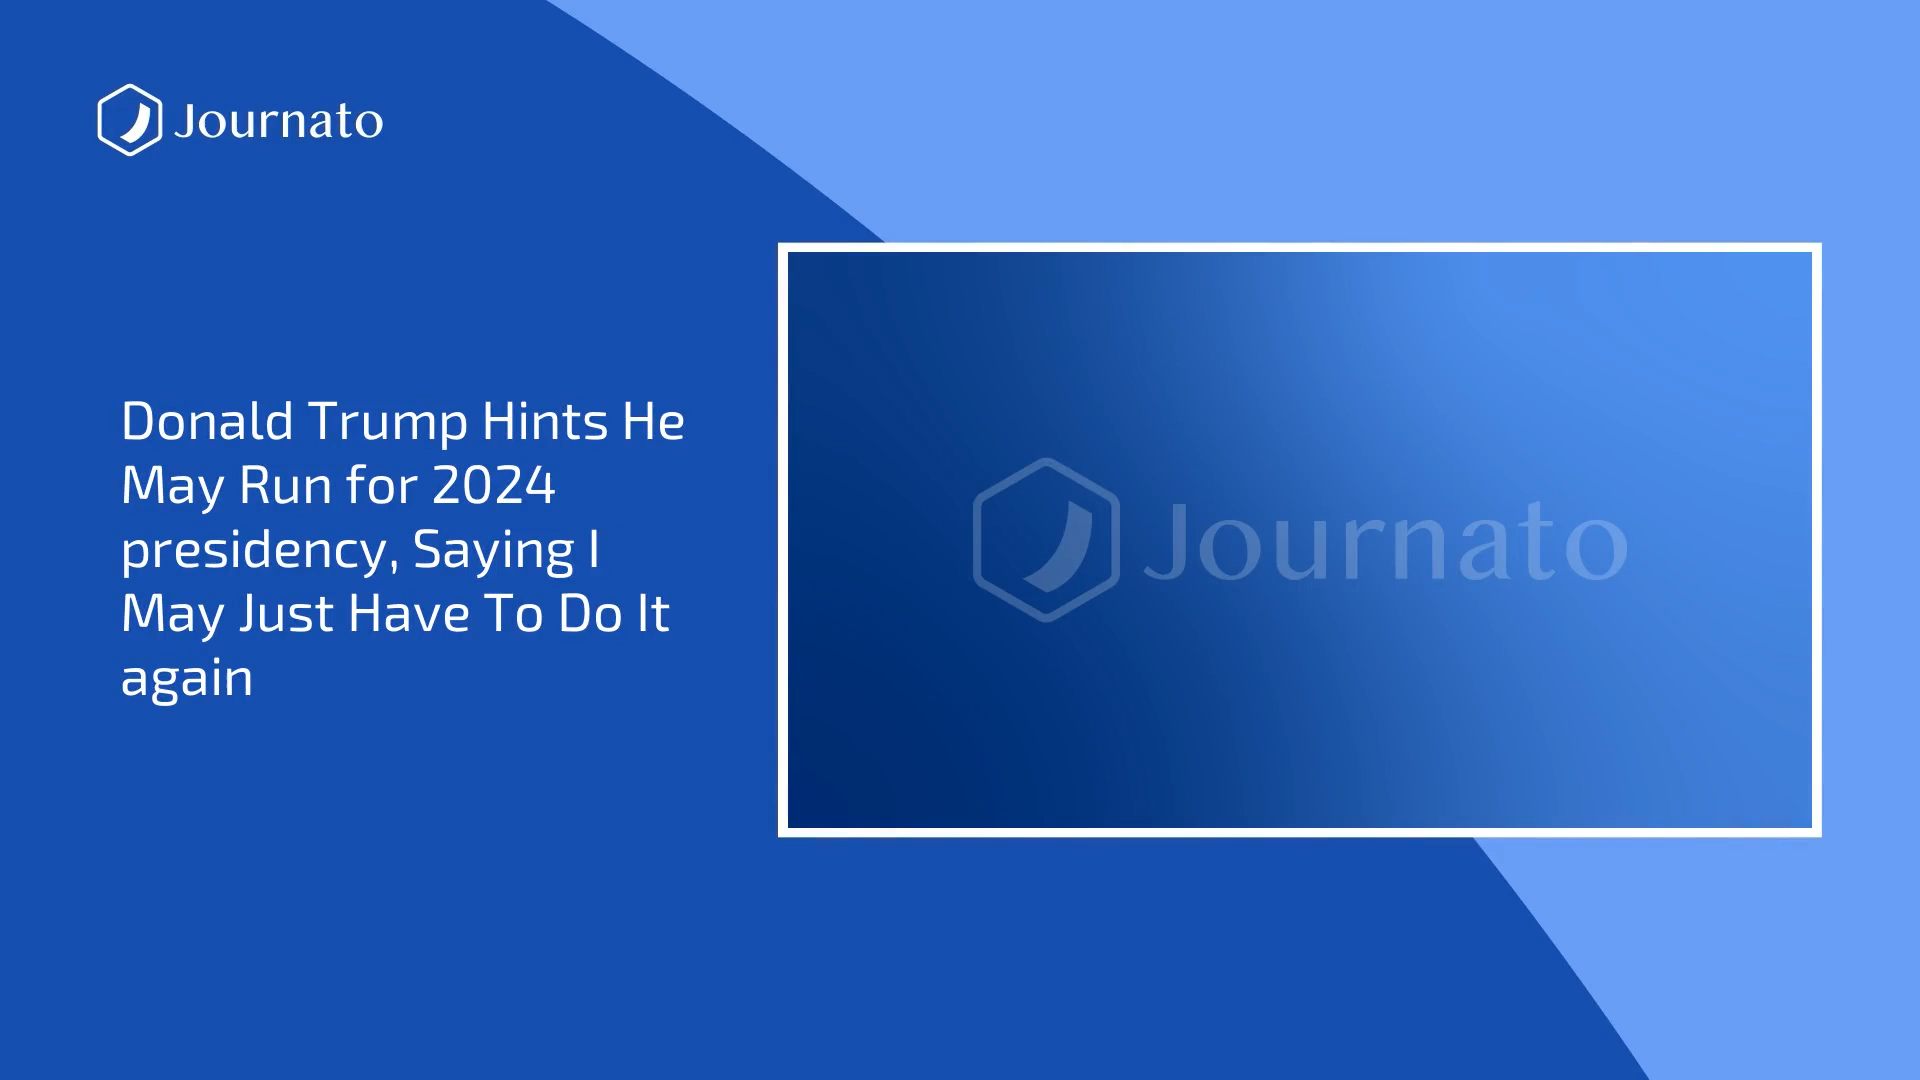 Journato
Donald Trump Hints He
May Run for 2024
presidency, Saying I
May Just Have To Do It
again
Journato